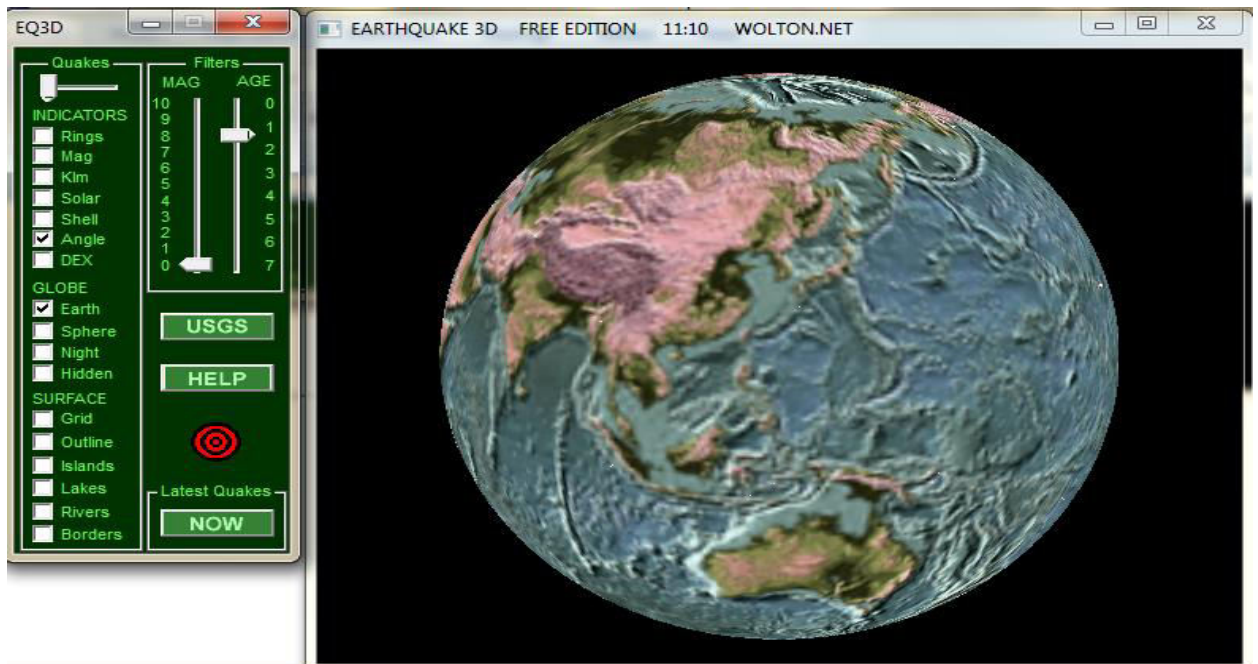 EQ3D
Quakes
INDICATORS
Rings
Mag
Klm
Solar
Shell
Angle
DEX
GLOBE
Earth
Sphere
Night
Hidden
SURFACE
Grid
Outline
Islands
Lakes
Rivers
Borders
Filters
MAG AGE
10 0
9
8 1
7 2
6
5 3
4 4
3 5
2
1 6
0 7
USGS
HELP
Latest Quakes
NOW
EARTHQUAKE 3D FREE EDITION 11:10 WOLTON.NET